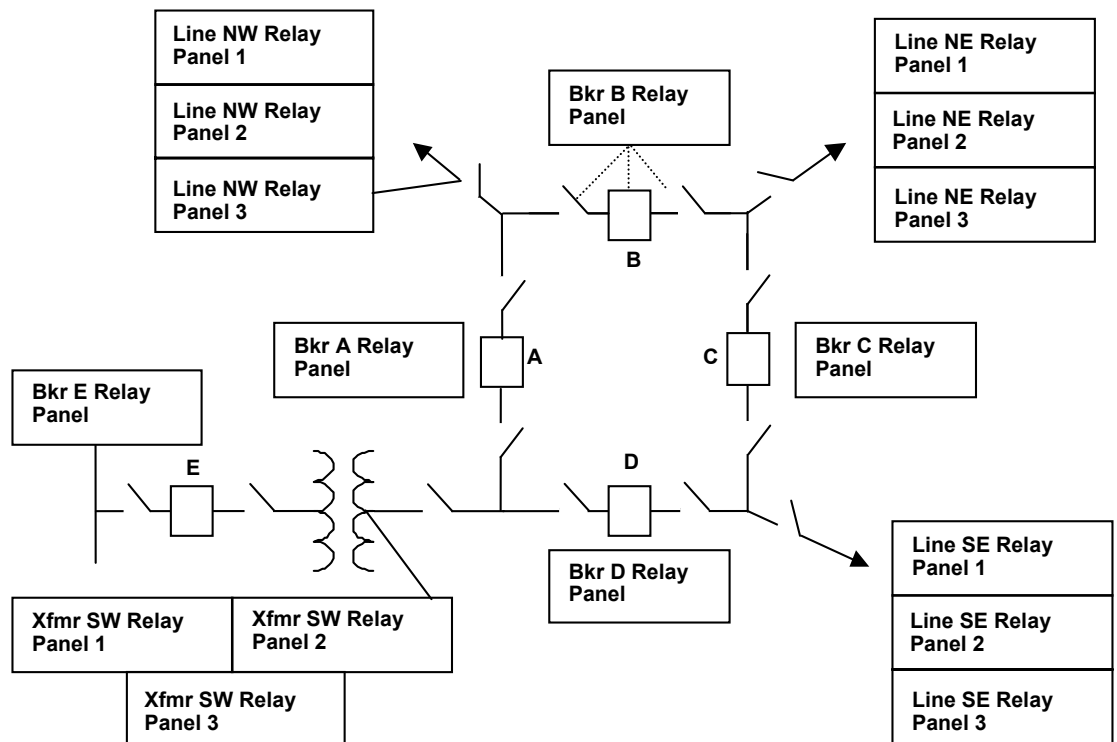 Line NW Relay
Panel 1
Line NW Relay
Panel 2
Line NW Relay
Panel 3
Bkr B Relay
Panel
Line NE Relay
Panel 1
Line NE Relay
Panel 2
Line NE Relay
Panel 3
B
Bkr A Relay
Panel
A
C
Bkr C Relay
Panel
Bkr E Relay
Panel
E
D
Bkr D Relay
Panel
Xfmr SW Relay
Panel 1
Xfmr SW Relay
Panel 2
Xfmr SW Relay
Panel 3
Line SE Relay
Panel 1
Line SE Relay
Panel 2
Line SE Relay
Panel 3